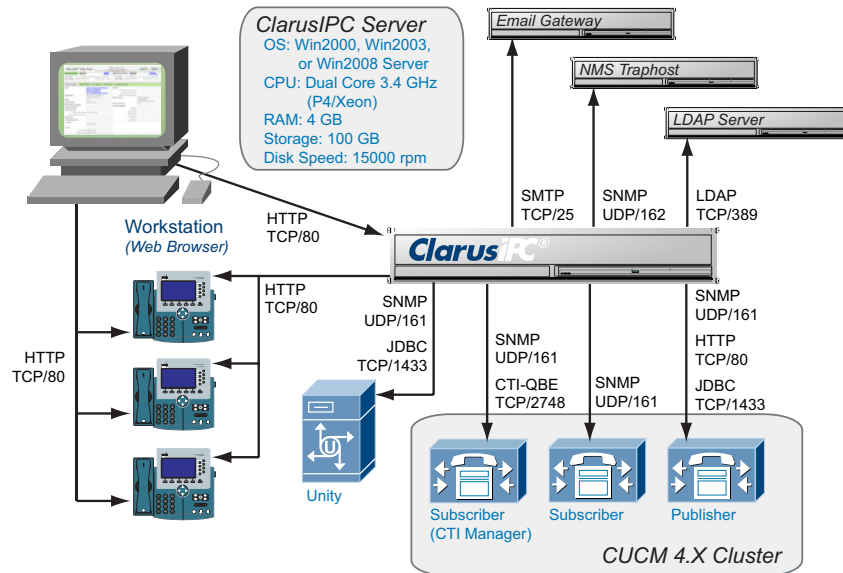 ClarusIPC Server
OS: Win2000, Win2003,
or Win2008 Server
CPU: Dual Core 3.4 GHz
(P4/Xeon)
RAM: 4 GB
Storage: 100 GB
Disk Speed: 15000 rpm
Email Gateway
NMS Traphost
LDAP Server
SMTP
TCP/25
SNMP
UDP/162
LDAP
TCP/389
HTTP
TCP/80
Workstation
(Web Browser)
ClarusIPC®
HTTP
TCP/80
SNMP
UDP/161
JDBC
TCP/1433
SNMP
UDP/161
CTI-QBE
TCP/2748
SNMP
UDP/161
SNMP
UDP/161
HTTP
TCP/80
JDBC
TCP/1433
HTTP
TCP/80
U
Unity
Subscriber
(CTI Manager)
Subscriber
Publisher
CUCM 4.X Cluster